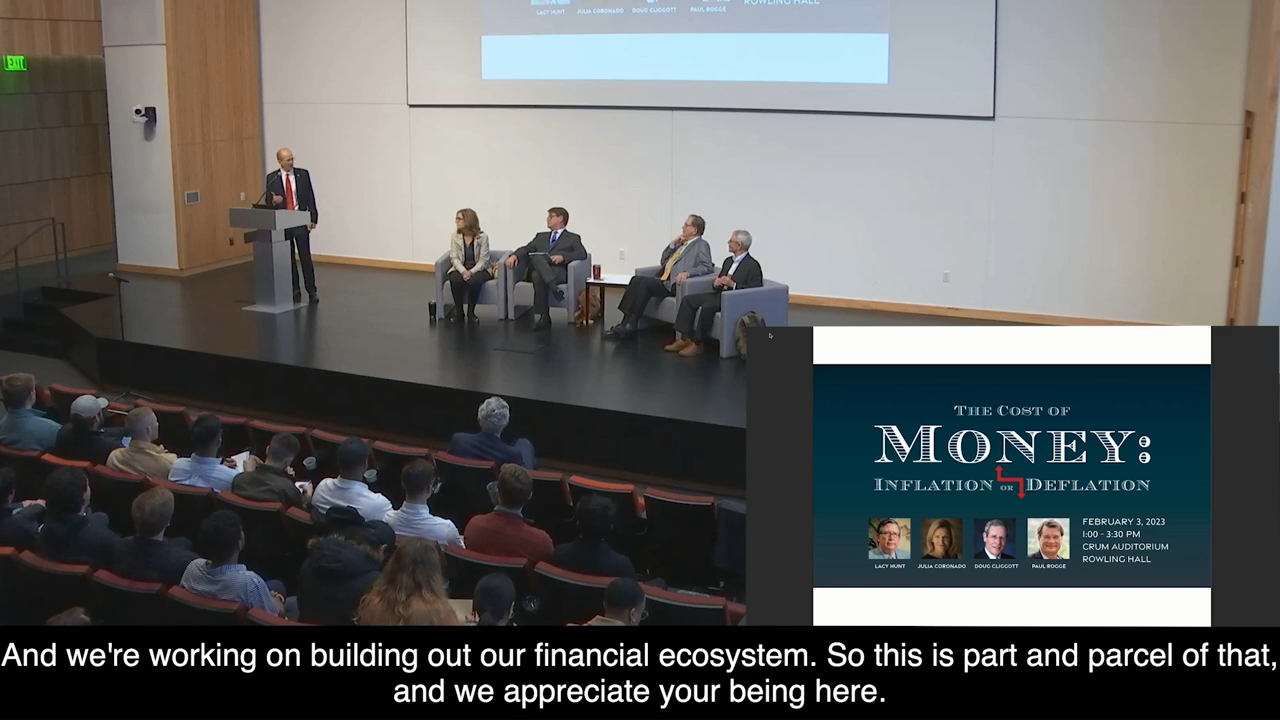 EXIT
LACY HUNT JULIA CORONADO DOUG CLIGGOTT PAUL ROGGE
ROWLING HALL
THE COST OF
MONEY:
INFLATION OR DEFLATION
LACY HUNT JULIA CORONADO DOUG CLIGGOTT PAUL ROGGE
FEBRUARY 3, 2023
1:00 - 3:30 PM
CRUM AUDITORIUM
ROWLING HALL
And we're working on building out our financial ecosystem. So this is part and parcel of that,
and we appreciate your being here.